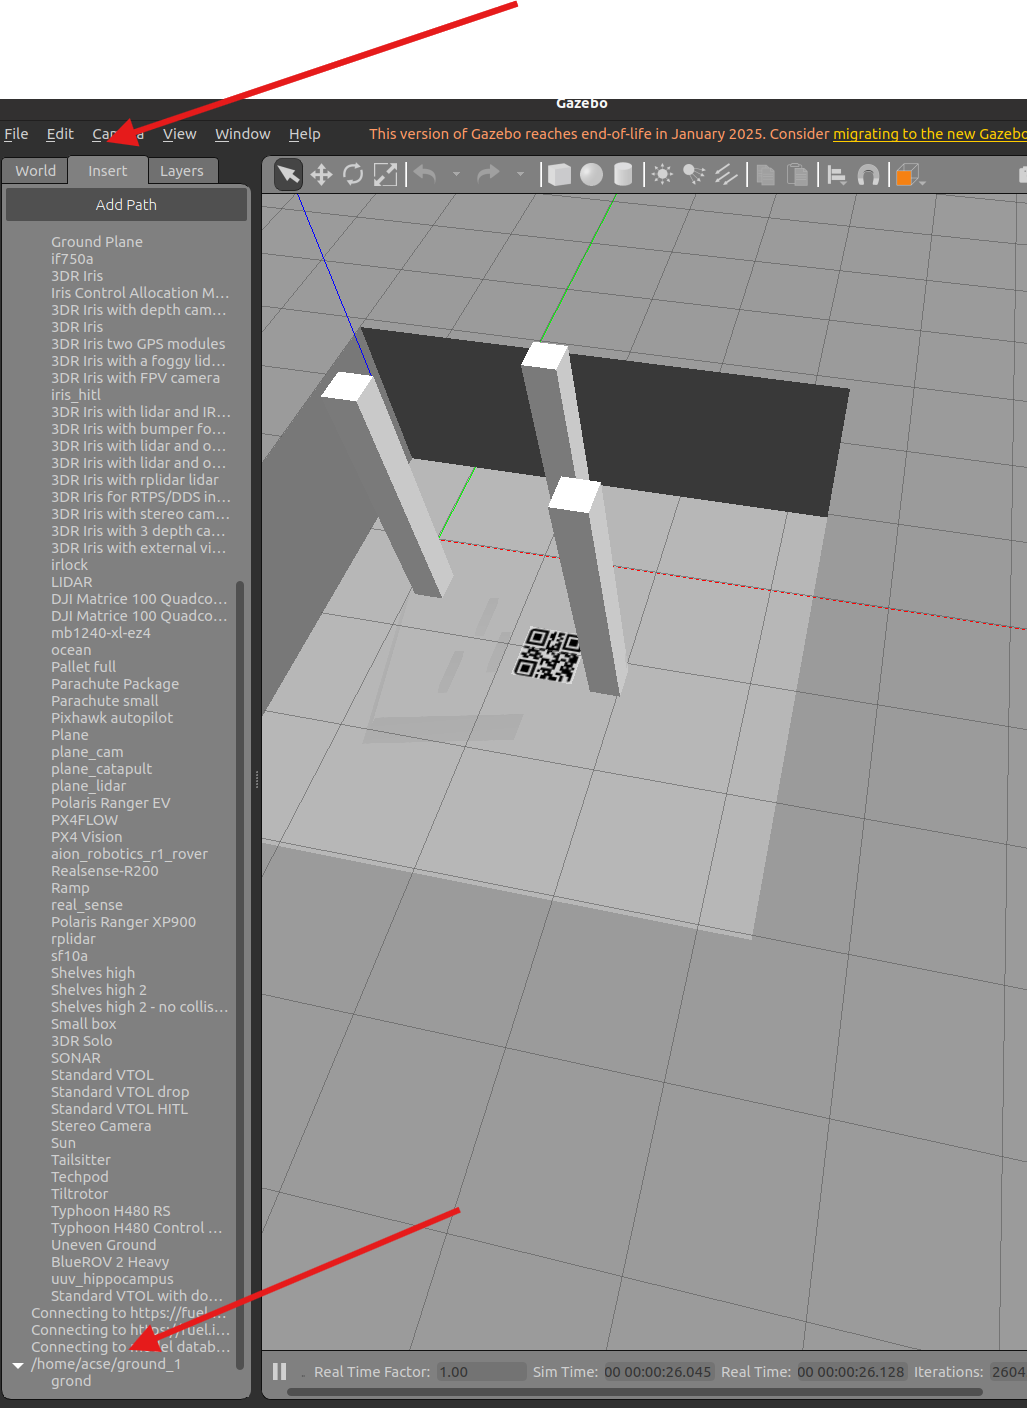 Gazebo
File Edit Camera View Window Help This version of Gazebo reaches end-of-life in January 2025. Consider migrating to the new Gazebo
World Insert Layers
Add Path
Ground Plane
if750a
3DR Iris
Iris Control Allocation M...
3DR Iris with depth cam...
3DR Iris
3DR Iris two GPS modules
3DR Iris with a foggy lid...
3DR Iris with FPV camera
iris_hitl
3DR Iris with lidar and IR...
3DR Iris with bumper fo...
3DR Iris with lidar and o...
3DR Iris with lidar and o...
3DR Iris with rplidar lidar
3DR Iris for RTPS/DDS in...
3DR Iris with stereo cam...
3DR Iris with 3 depth ca...
3DR Iris with external vi...
irlock
LIDAR
DJI Matrice 100 Quadco...
DJI Matrice 100 Quadco...
mb1240-xl-ez4
ocean
Pallet full
Parachute Package
Parachute small
Pixhawk autopilot
Plane
plane_cam
plane_catapult
plane_lidar
Polaris Ranger EV
PX4FLOW
PX4 Vision
aion_robotics_r1_rover
Realsense-R200
Ramp
real_sense
Polaris Ranger XP900
rplidar
sf10a
Shelves high
Shelves high 2
Shelves high 2 - no collis...
Small box
3DR Solo
SONAR
Standard VTOL
Standard VTOL drop
Standard VTOL HITL
Stereo Camera
Sun
Tailsitter
Techpod
Tiltrotor
Typhoon H480 RS
Typhoon H480 Control ...
Uneven Ground
BlueROV 2 Heavy
uuv_hippocampus
Standard VTOL with do...
Connecting to https://fuel...
Connecting to https://fuel.i...
Connecting to model datab...
/home/acse/ground_1
grond
Real Time Factor: 1.00 Sim Time: 00 00:00:26.045 Real Time: 00 00:00:26.128 Iterations: 2604